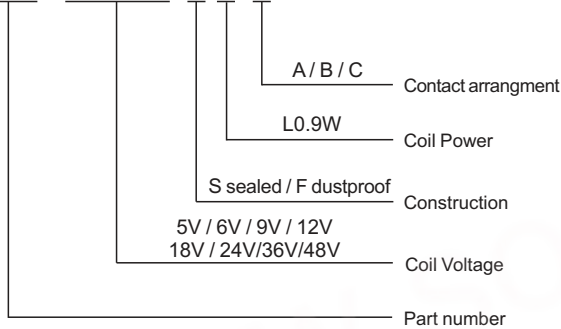 A / B / C
Contact arrangment
L0.9W
Coil Power
S sealed / F dustproof
Construction
5V / 6V / 9V / 12V
18V / 24V/36V/48V
Coil Voltage
Part number